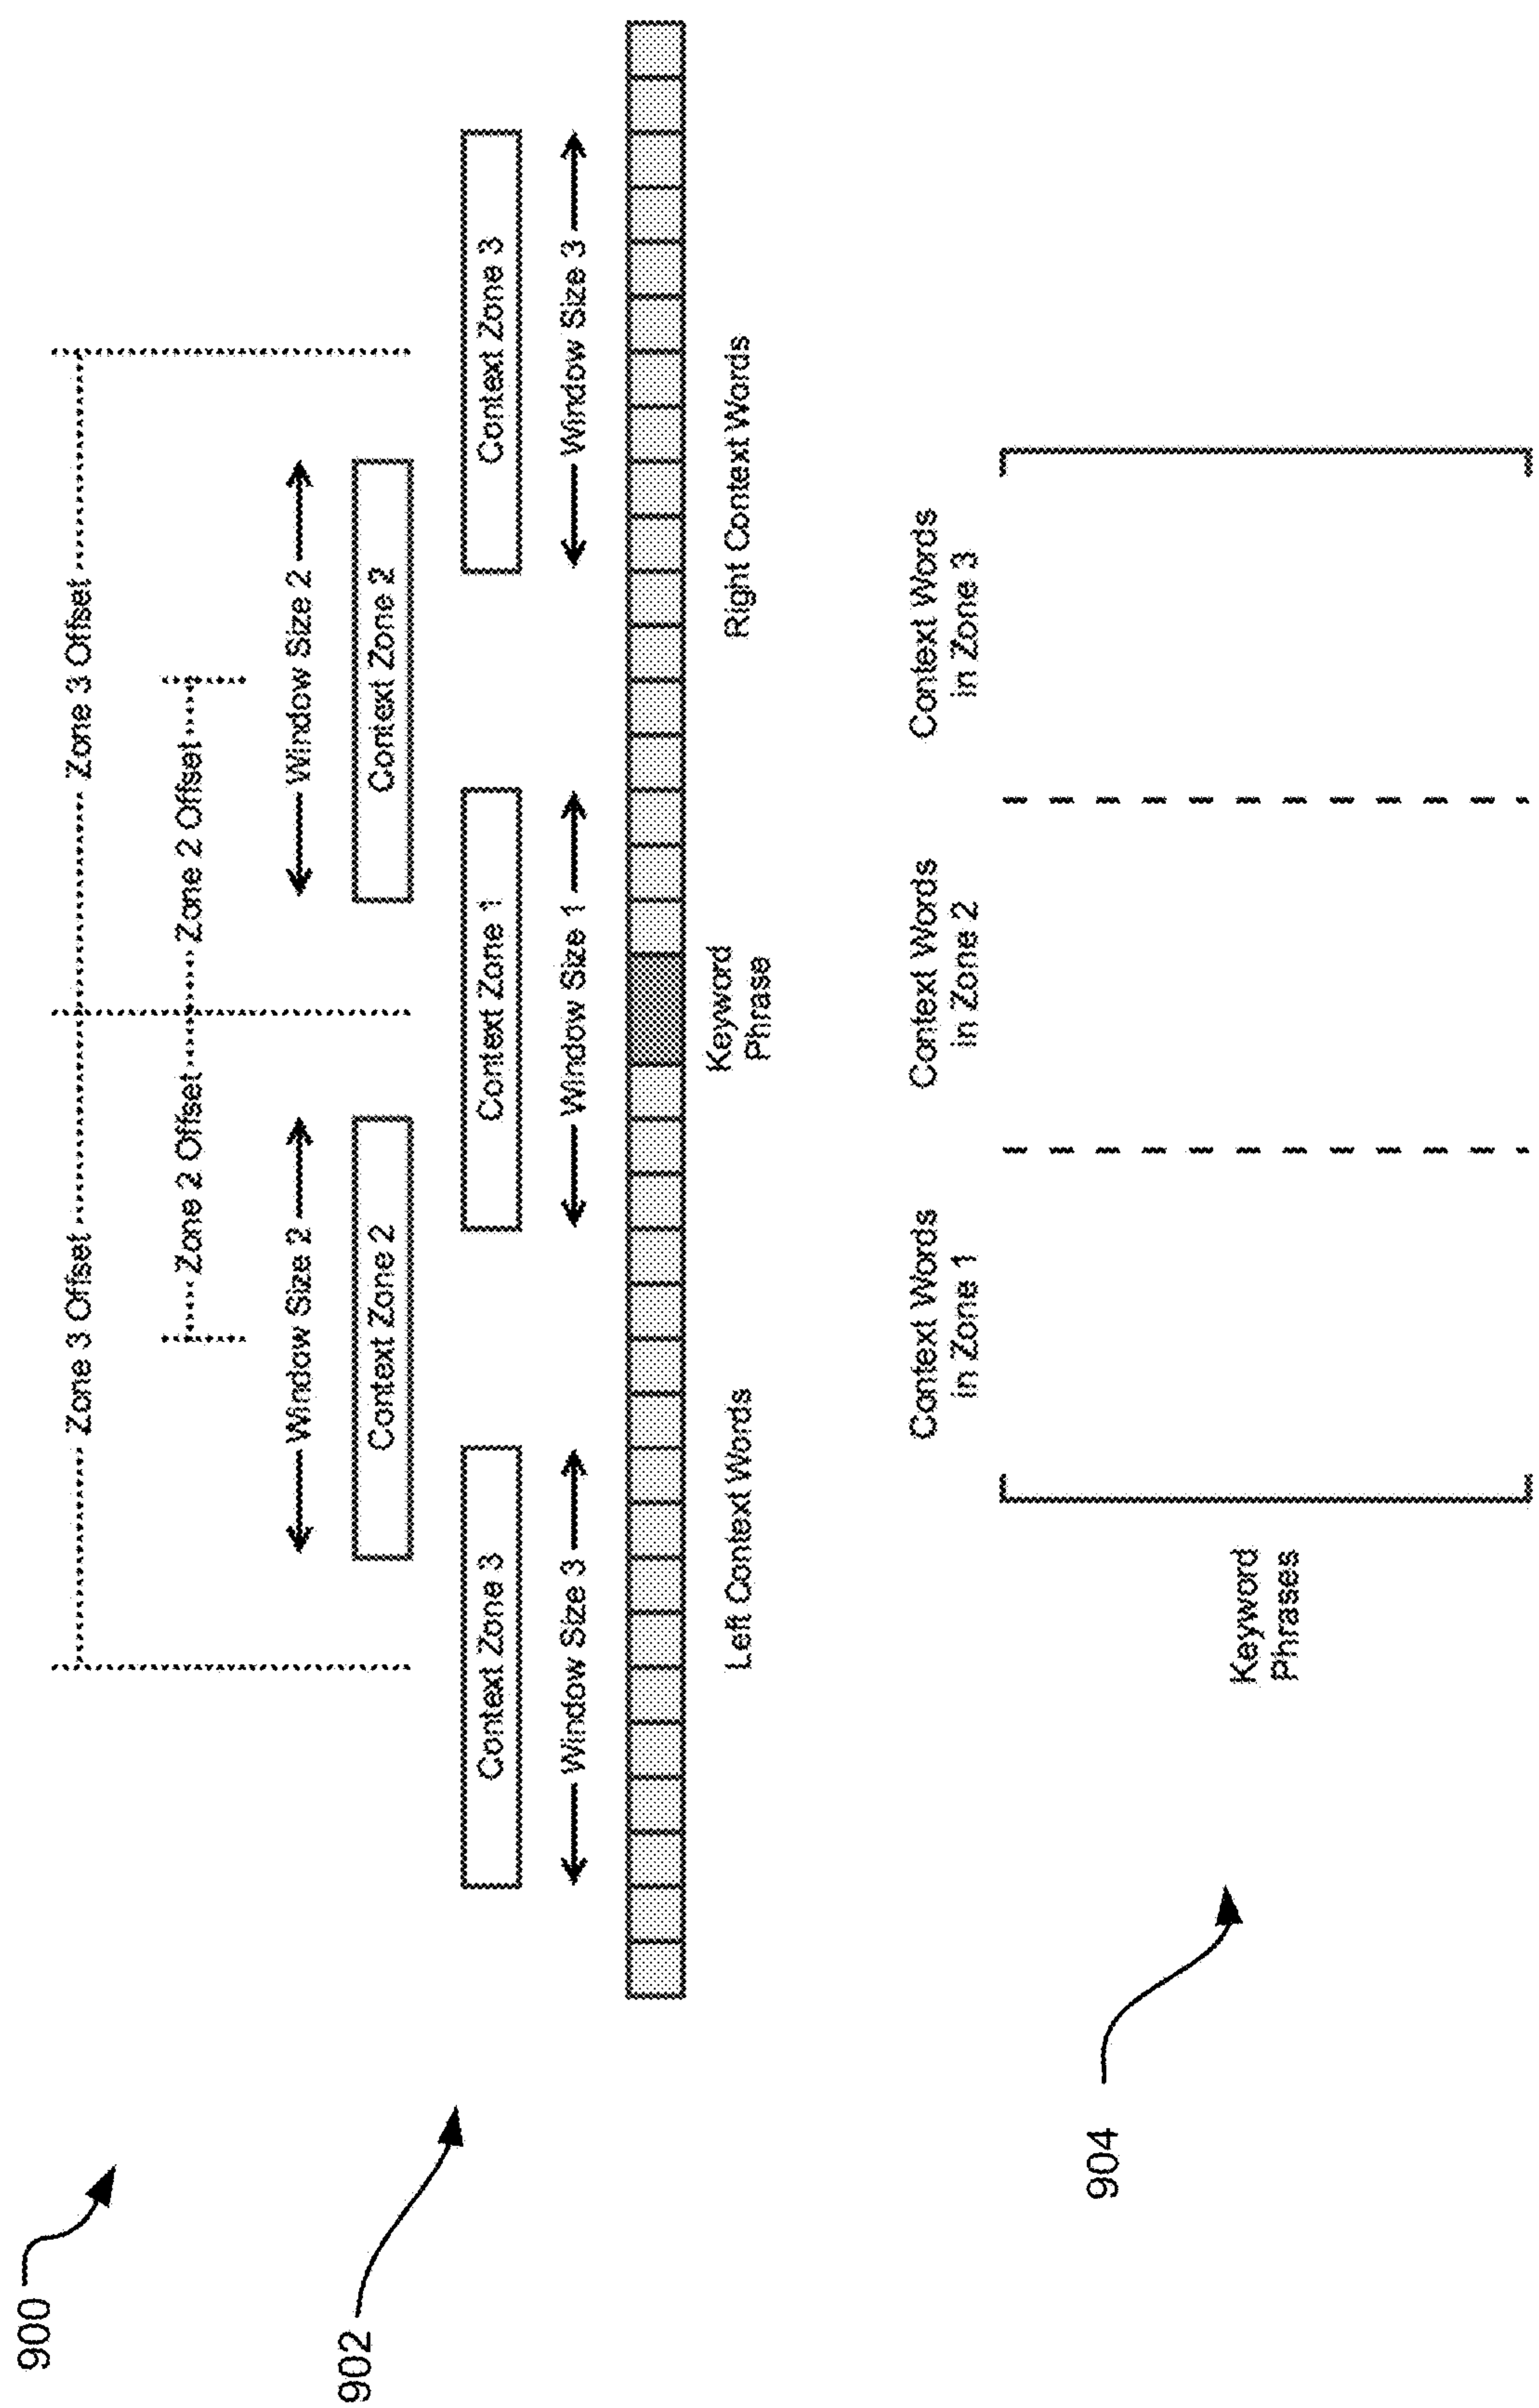 900
Zone 3 Offset
Zone 3 Offset
Zone 2 Offset
Zone 2 Offset
Window Size 2
Window Size 2
Context Zone 2
Context Zone 2
902
Context Zone 3
Context Zone 1
Context Zone 3
Window Size 3
Window Size 1
Window Size 3
Left Context Words
Keyword
Phrase
Right Context Words
Context Words
in Zone 1
Context Words
in Zone 2
Context Words
in Zone 3
904
Keyword
Phrases